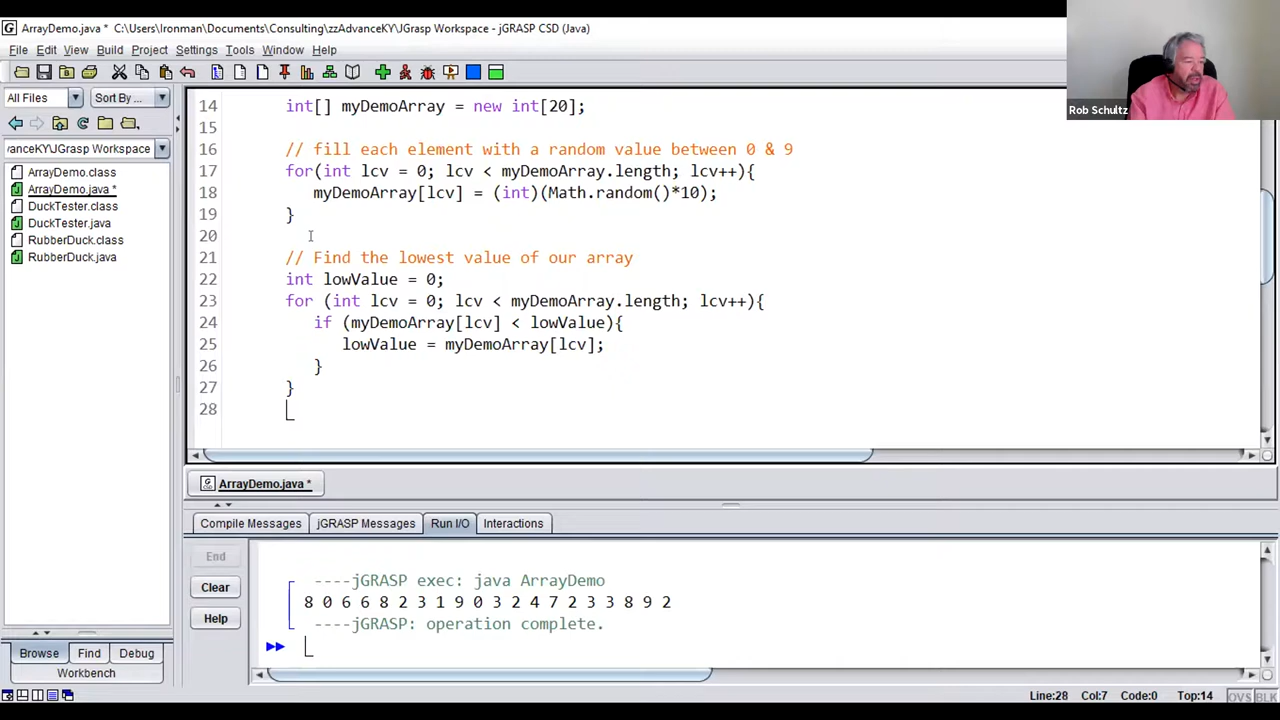 ArrayDemo.java * C:\Users\Ironman\Documents\Consulting\zzAdvanceKY\JGrasp Workspace - jGRASP CSD (Java)
File Edit View Build Project Settings Tools Window Help
All Files Sort By ...
vanceKY\JGrasp Workspace
ArrayDemo.class
ArrayDemo.java *
DuckTester.class
DuckTester.java
RubberDuck.class
RubberDuck.java
Browse Find Debug
Workbench
Rob Schultz
14 int[] myDemoArray = new int[20];
15
16 // fill each element with a random value between 0 & 9
17 for(int lcv = 0; lcv < myDemoArray.length; lcv++){
18 myDemoArray[lcv] = (int)(Math.random()*10);
19 }
20
21 // Find the lowest value of our array
22 int lowValue = 0;
23 for (int lcv = 0; lcv < myDemoArray.length; lcv++){
24 if (myDemoArray[lcv] < lowValue){
25 lowValue = myDemoArray[lcv];
26 }
27 }
28
ArrayDemo.java *
Compile Messages jGRASP Messages Run I/O Interactions
End
Clear
Help
----jGRASP exec: java ArrayDemo
8 0 6 6 8 2 3 1 9 0 3 2 4 7 2 3 3 8 9 2
----jGRASP: operation complete.
Line:28 Col:7 Code:0 Top:14 OVS BLK